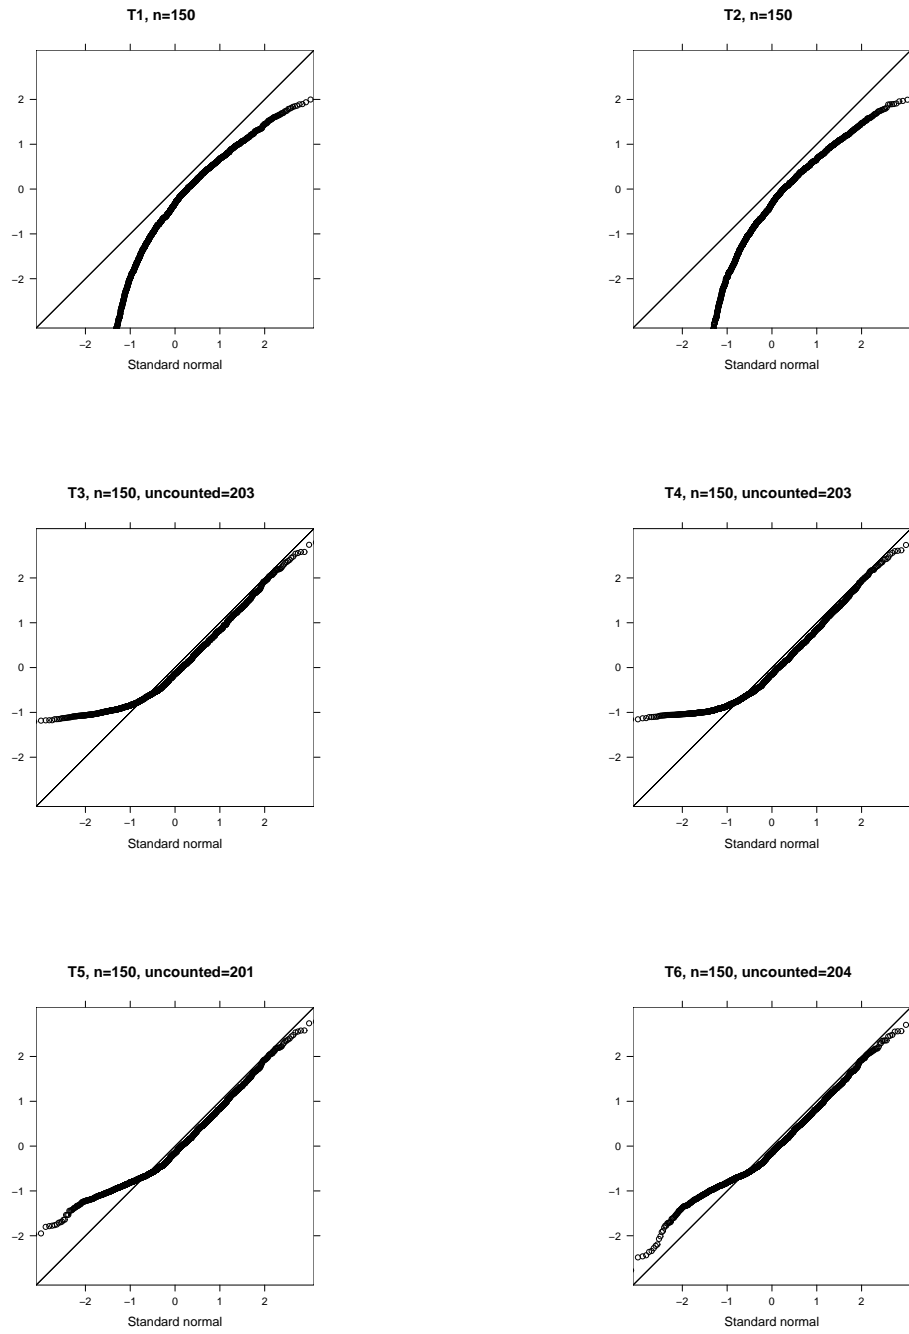 T1, n=150
2
1
0
−1
−2
−2 −1 0 1 2
Standard normal
T2, n=150
2
1
0
−1
−2
−2 −1 0 1 2
Standard normal
T3, n=150, uncounted=203
2
1
0
−1
−2
−2 −1 0 1 2
Standard normal
T4, n=150, uncounted=203
2
1
0
−1
−2
−2 −1 0 1 2
Standard normal
T5, n=150, uncounted=201
2
1
0
−1
−2
−2 −1 0 1 2
Standard normal
T6, n=150, uncounted=204
2
1
0
−1
−2
−2 −1 0 1 2
Standard normal